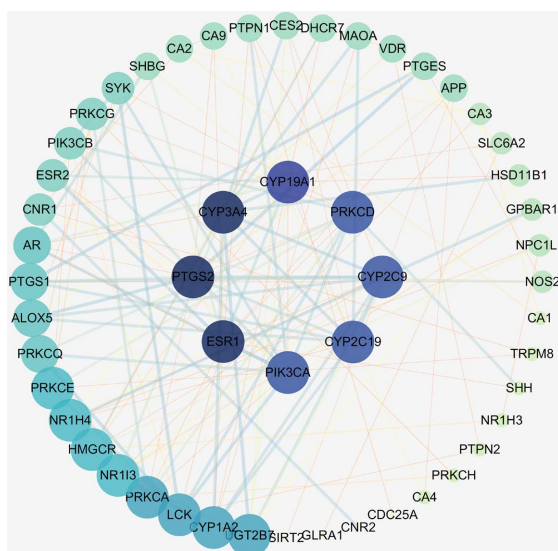 CES2
DHCR7
MAOA
VDR
PTGES
APP
CA3
SLC6A2
HSD11B1
GPBAR1
NPC1L
NOS2
CA1
TRPM8
SHH
NR1H3
PTPN2
PRKCH
CA4
CDC25A
CNR2
GLRA1
SIRT2
UGT2B7
CYP1A2
LCK
PRKCA
NR1I3
HMGCR
NR1H4
PRKCE
PRKCQ
ALOX5
PTGS1
AR
CNR1
ESR2
PIK3CB
PRKCG
SYK
SHBG
CA2
CA9
PTPN1
CYP19A1
PRKCD
CYP2C9
CYP2C19
PIK3CA
ESR1
PTGS2
CYP3A4